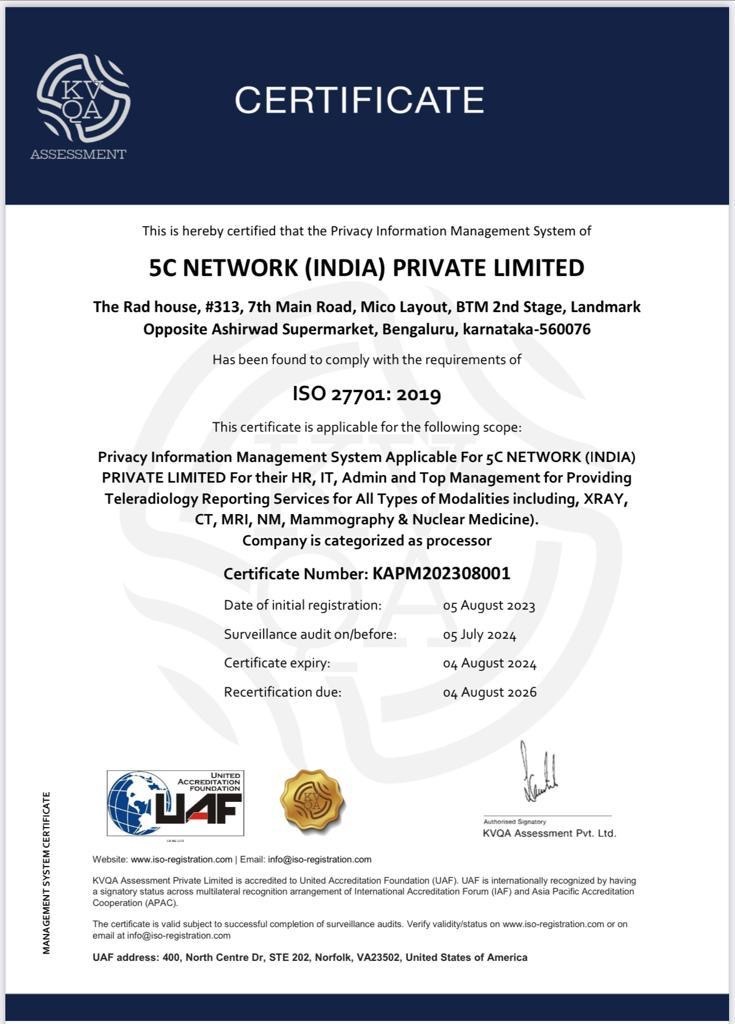 KV
QA
ASSESSMENT
CERTIFICATE
This is hereby certified that the Privacy Information Management System of
5C NETWORK (INDIA) PRIVATE LIMITED
The Rad house, #313, 7th Main Road, Mico Layout, BTM 2nd Stage, Landmark
Opposite Ashirwad Supermarket, Bengaluru, karnataka-560076
Has been found to comply with the requirements of
ISO 27701: 2019
This certificate is applicable for the following scope:
Privacy Information Management System Applicable For 5C NETWORK (INDIA)
PRIVATE LIMITED For their HR, IT, Admin and Top Management for Providing
Teleradiology Reporting Services for All Types of Modalities including, XRAY,
CT, MRI, NM, Mammography & Nuclear Medicine).
Company is categorized as processor
Certificate Number: KAPM202308001
Date of initial registration: 05 August 2023
Surveillance audit on/before: 05 July 2024
Certificate expiry: 04 August 2024
Recertification due: 04 August 2026
UNITED
ACCREDITATION
FOUNDATION
UAF
KV
QA
Authorised Signatory
KVQA Assessment Pvt. Ltd.
MANAGEMENT SYSTEM CERTIFICATE
Website: www.iso-registration.com | Email: info@iso-registration.com
KVQA Assessment Private Limited is accredited to United Accreditation Foundation (UAF). UAF is internationally recognized by having
a signatory status across multilateral recognition arrangement of International Accreditation Forum (IAF) and Asia Pacific Accreditation
Cooperation (APAC).
The certificate is valid subject to successful completion of surveillance audits. Verify validity/status on www.iso-registration.com or on
email at info@iso-registration.com
UAF address: 400, North Centre Dr, STE 202, Norfolk, VA23502, United States of America